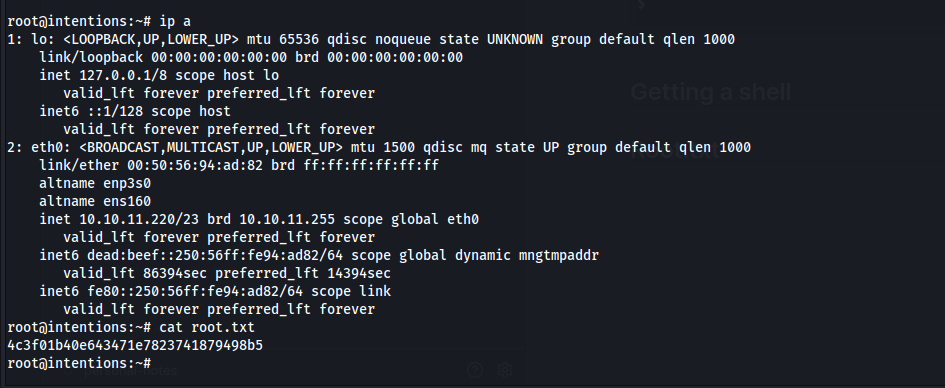 $
root@intentions:~# ip a
1: lo: <LOOPBACK,UP,LOWER_UP> mtu 65536 qdisc noqueue state UNKNOWN group default qlen 1000
    link/loopback 00:00:00:00:00:00 brd 00:00:00:00:00:00
    inet 127.0.0.1/8 scope host lo
       valid_lft forever preferred_lft forever
    inet6 ::1/128 scope host
       valid_lft forever preferred_lft forever
Getting a shell
2: eth0: <BROADCAST,MULTICAST,UP,LOWER_UP> mtu 1500 qdisc mq state UP group default qlen 1000
    link/ether 00:50:56:94:ad:82 brd ff:ff:ff:ff:ff:ff
    altname enp3s0
    altname ens160
    inet 10.10.11.220/23 brd 10.10.11.255 scope global eth0
       valid_lft forever preferred_lft forever
    inet6 dead:beef::250:56ff:fe94:ad82/64 scope global dynamic mngtmpaddr
       valid_lft 86394sec preferred_lft 14394sec
    inet6 fe80::250:56ff:fe94:ad82/64 scope link
       valid_lft forever preferred_lft forever
root@intentions:~# cat root.txt
4c3f01b40e643471e7823741879498b5
root@intentions:~#